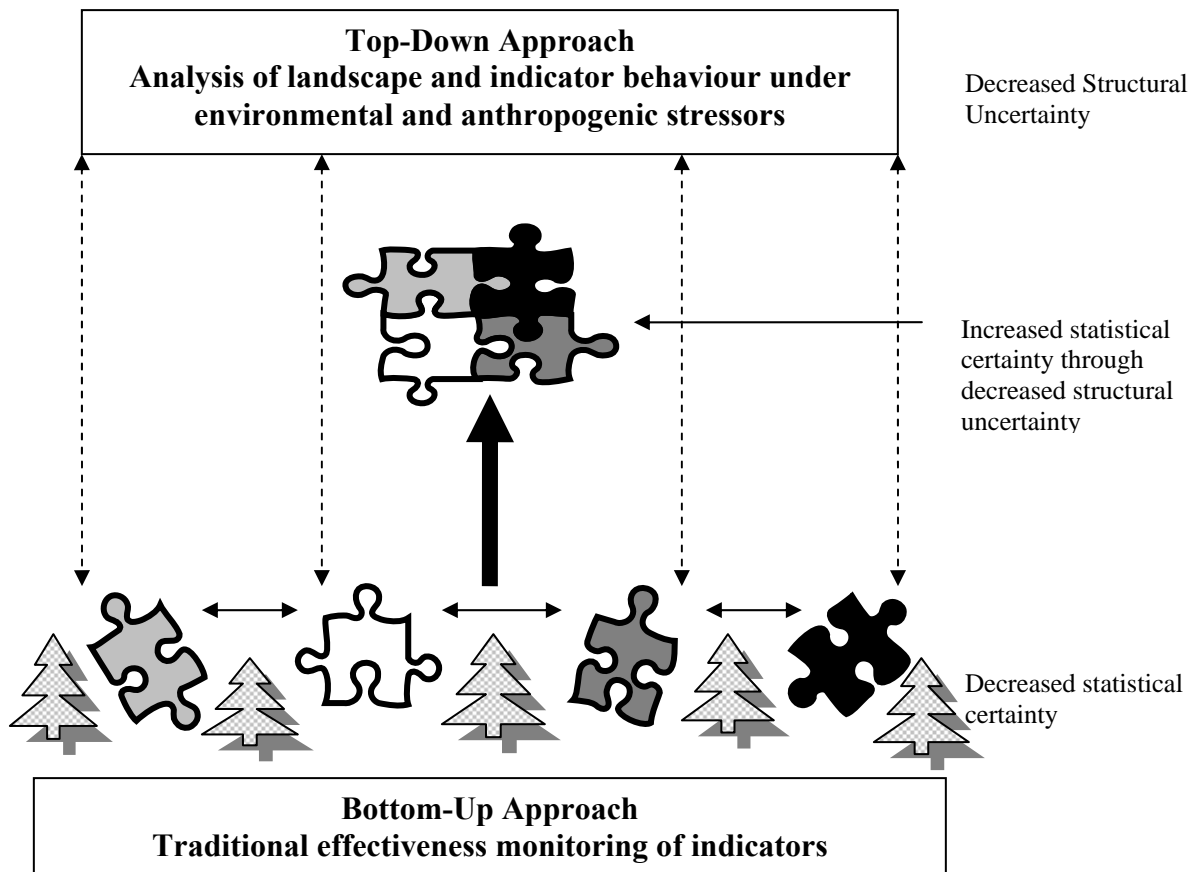 Top-Down Approach
Analysis of landscape and indicator behaviour under
environmental and anthropogenic stressors
Decreased Structural
Uncertainty
Increased statistical
certainty through
decreased structural
uncertainty
Decreased statistical
certainty
Bottom-Up Approach
Traditional effectiveness monitoring of indicators